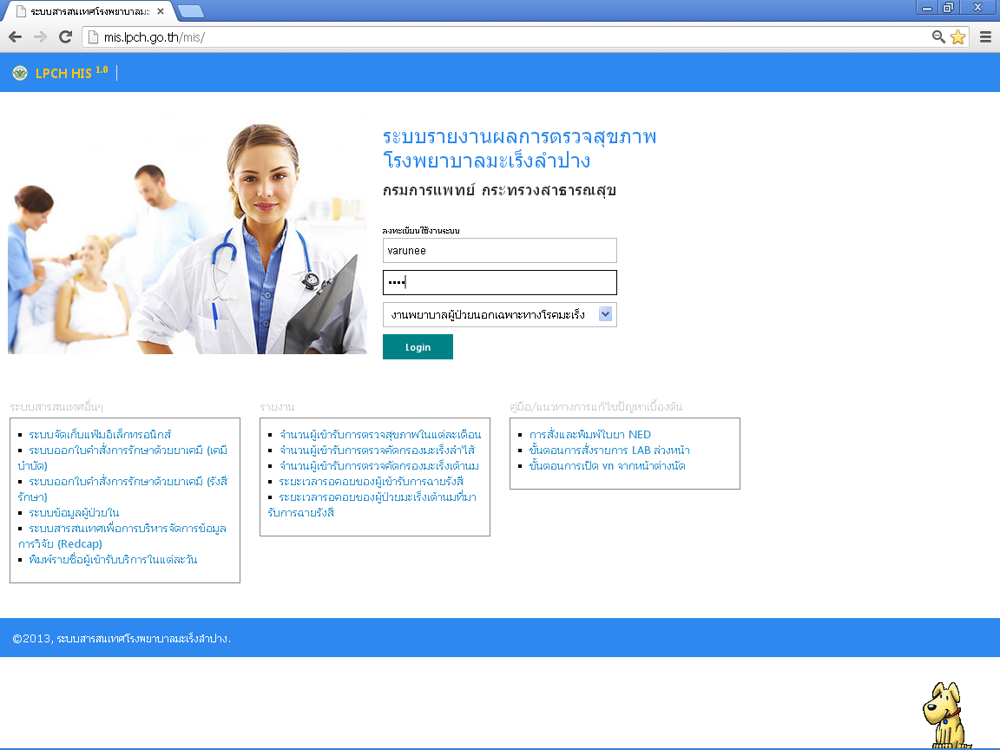 ระบบสารสนเทศโรงพยาบาลมะ
mis.lpch.go.th/mis/
LPCH HIS 1.0
ระบบรายงานผลการตรวจสุขภาพ
โรงพยาบาลมะเร็งลำปาง
กรมการแพทย์ กระทรวงสาธารณสุข
ลงทะเบียนใช้งานระบบ
varunee
••••
งานพยาบาลผู้ป่วยนอกเฉพาะทางโรคมะเร็ง
Login
ระบบสารสนเทศอื่นๆ
ระบบจัดเก็บแฟ้มอิเล็กทรอนิกส์
ระบบออกใบคำสั่งการรักษาด้วยยาเคมี (เคมี
บำบัด)
ระบบออกใบคำสั่งการรักษาด้วยยาเคมี (รังสี
รักษา)
ระบบข้อมูลผู้ป่วยใน
ระบบสารสนเทศเพื่อการบริหารจัดการข้อมูล
การวิจัย (Redcap)
พิมพ์รายชื่อผู้เข้ารับบริการในแต่ละวัน
รายงาน
จำนวนผู้เข้ารับการตรวจสุขภาพในแต่ละเดือน
จำนวนผู้เข้ารับการตรวจคัดกรองมะเร็งลำไส้
จำนวนผู้เข้ารับการตรวจคัดกรองมะเร็งเต้านม
ระยะเวลารอคอยของผู้เข้ารับการฉายรังสี
ระยะเวลารอคอยของผู้ป่วยมะเร็งเต้านมที่มา
รับการฉายรังสี
คู่มือ/แนวทางการแก้ไขปัญหาเบื้องต้น
การสั่งและพิมพ์ใบยา NED
ขั้นตอนการสั่งรายการ LAB ล่วงหน้า
ขั้นตอนการเปิด vn จากหน้าต่างนัด
©2013, ระบบสารสนเทศโรงพยาบาลมะเร็งลำปาง.